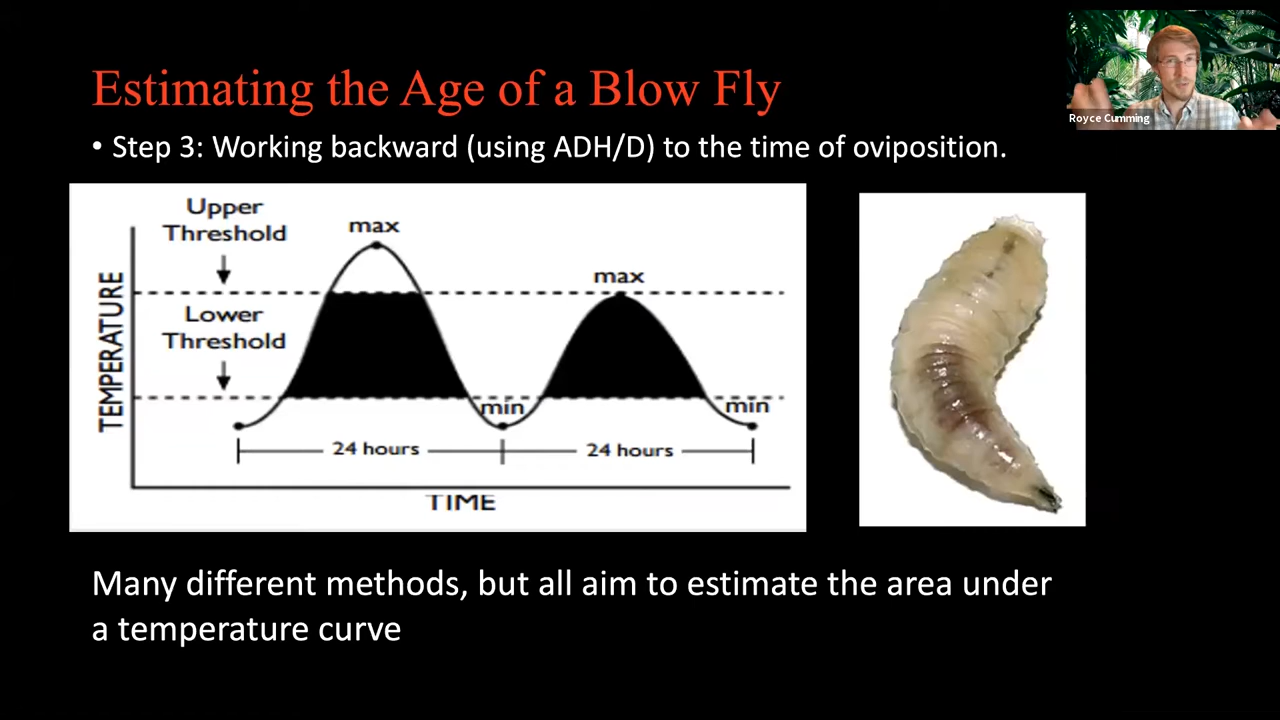 Royce Cumming
Estimating the Age of a Blow Fly
• Step 3: Working backward (using ADH/D) to the time of oviposition.
Upper
Threshold
max
max
Lower
Threshold
TEMPERATURE
min
min
24 hours
24 hours
TIME
Many different methods, but all aim to estimate the area under
a temperature curve